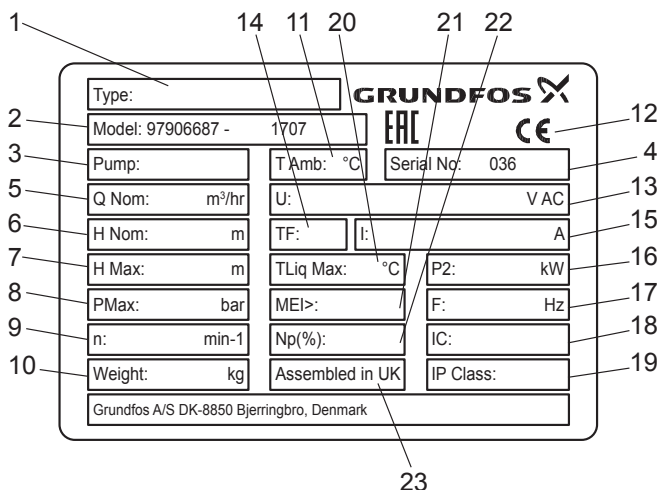 1 14 11 20 21 22
Type: GRUNDFOS
2 Model: 97906687 - 1707 EAC CE 12
3 Pump: T Amb: °C Serial No: 036 4
5 Q Nom: m³/hr U: V AC 13
6 H Nom: m TF: I: A 15
7 H Max: m TLiq Max: °C P2: kW 16
8 PMax: bar MEI>: F: Hz 17
9 n: min-1 Np(%): IC: 18
10 Weight: kg Assembled in UK IP Class: 19
Grundfos A/S DK-8850 Bjerringbro, Denmark
23